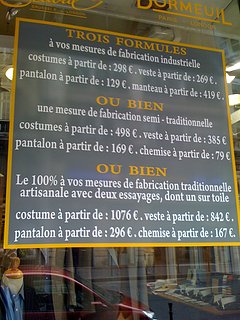 DORMEUIL
PARIS LONDON
TROIS FORMULES
à vos mesures de fabrication industrielle
costumes à partir de : 298 € . veste à partir de : 269 € .
pantalon à partir de : 129 € . manteau à partir de : 419 € .
OU BIEN
une mesure de fabrication semi - traditionnelle
costumes à partir de : 498 € . veste à partir de : 385 €
pantalon à partir de : 169 € . chemise à partir de : 79 €
OU BIEN
Le 100% à vos mesures de fabrication traditionnelle
artisanale avec deux essayages, dont un sur toile
costume à partir de : 1076 € . veste à partir de : 842 € .
pantalon à partir de : 296 € . chemise à partir de : 167 € .